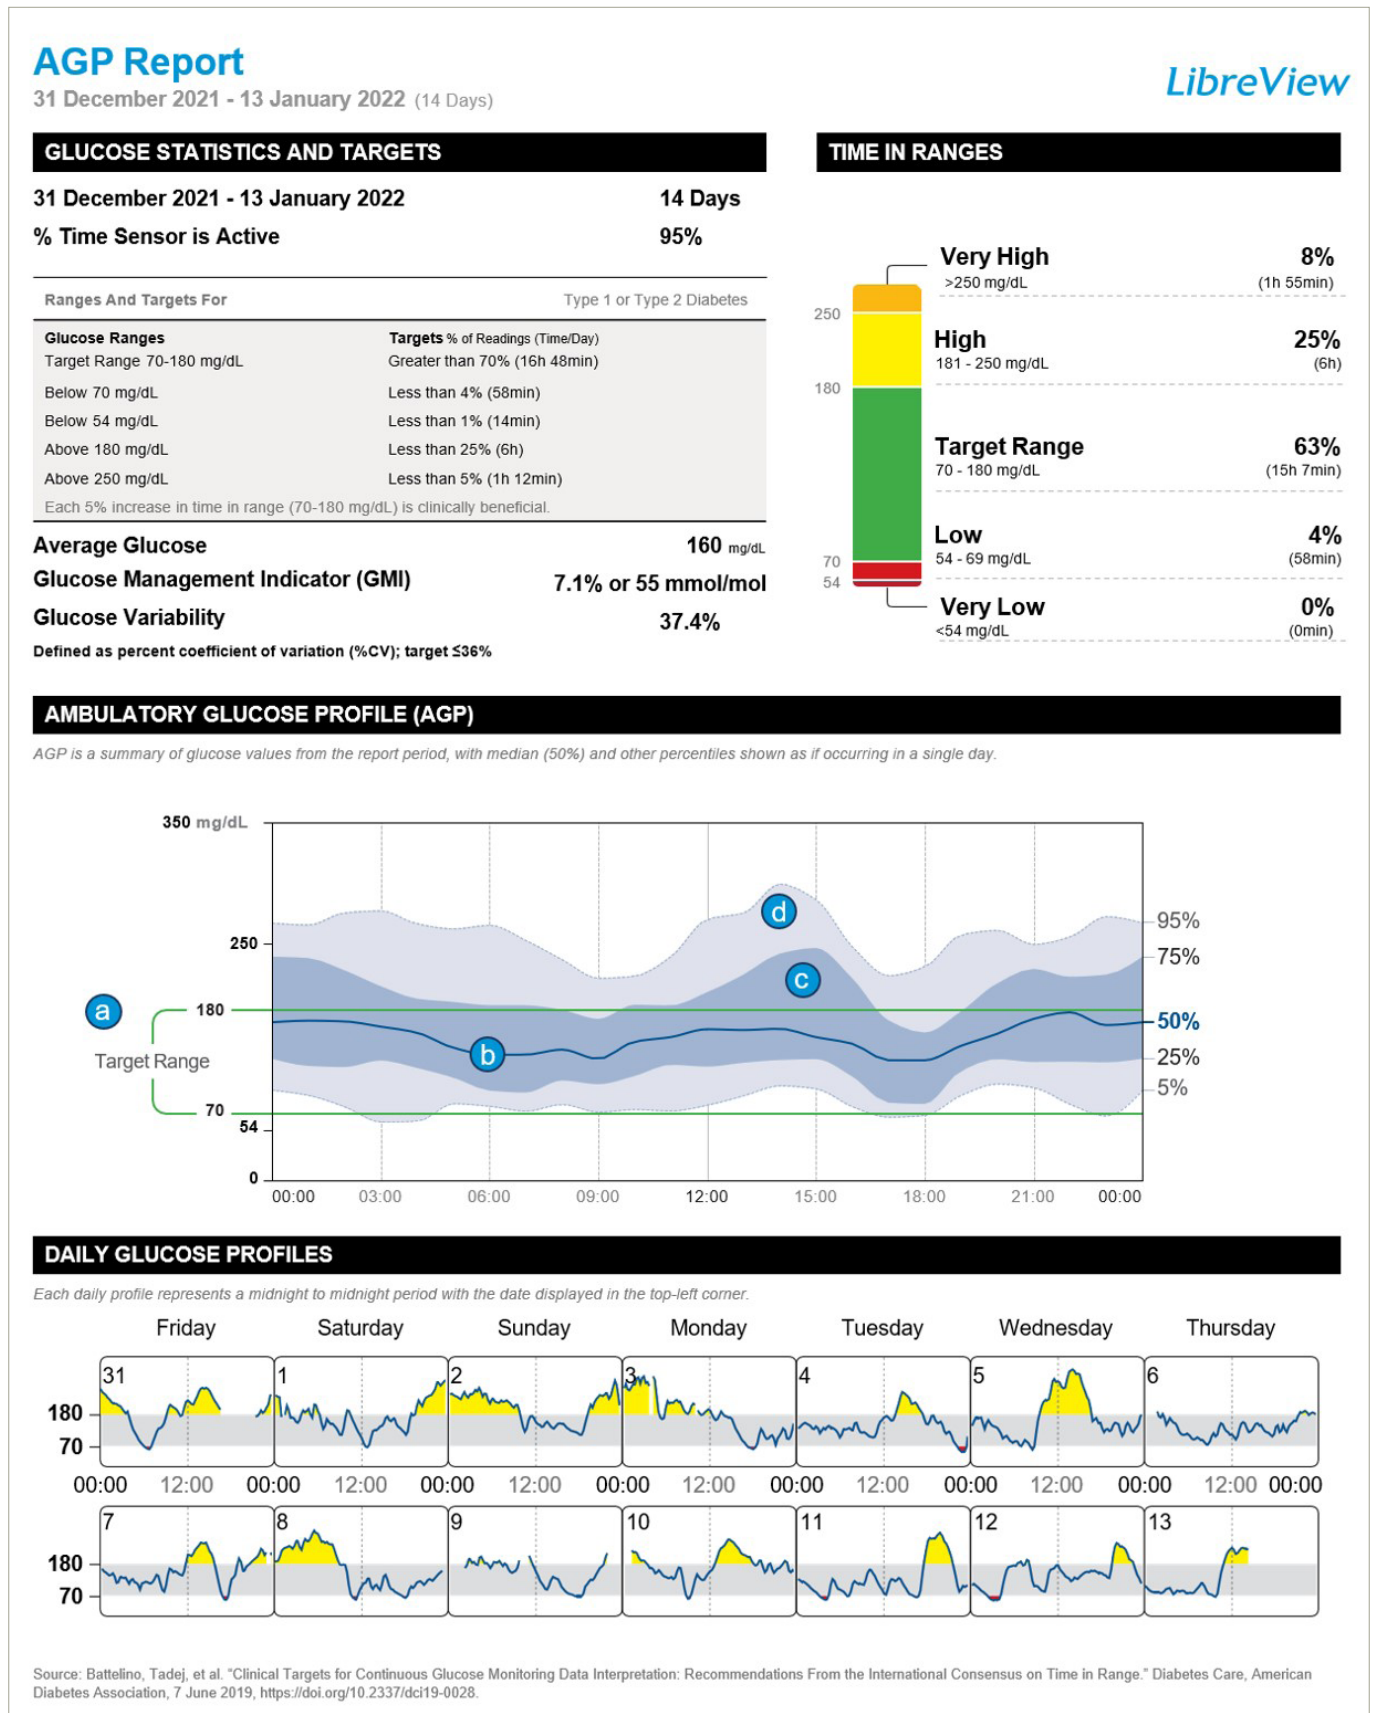 AGP Report
LibreView
31 December 2021 - 13 January 2022 (14 Days)
GLUCOSE STATISTICS AND TARGETS
31 December 2021 - 13 January 2022 14 Days
% Time Sensor is Active 95%
Ranges And Targets For Type 1 or Type 2 Diabetes
Glucose Ranges Targets % of Readings (Time/Day)
Target Range 70-180 mg/dL Greater than 70% (16h 48min)
Below 70 mg/dL Less than 4% (58min)
Below 54 mg/dL Less than 1% (14min)
Above 180 mg/dL Less than 25% (6h)
Above 250 mg/dL Less than 5% (1h 12min)
Each 5% increase in time in range (70-180 mg/dL) is clinically beneficial.
Average Glucose 160 mg/dL
Glucose Management Indicator (GMI) 7.1% or 55 mmol/mol
Glucose Variability 37.4%
Defined as percent coefficient of variation (%CV); target ≤36%
TIME IN RANGES
Very High 8%
>250 mg/dL (1h 55min)
250
High 25%
181 - 250 mg/dL (6h)
180
Target Range 63%
70 - 180 mg/dL (15h 7min)
Low 4%
70 54 - 69 mg/dL (58min)
54
Very Low 0%
<54 mg/dL (0min)
AMBULATORY GLUCOSE PROFILE (AGP)
AGP is a summary of glucose values from the report period, with median (50%) and other percentiles shown as if occurring in a single day.
350 mg/dL
d
95%
250
75%
c
a
180
50%
b
Target Range
25%
5%
70
54
0
00:00 03:00 06:00 09:00 12:00 15:00 18:00 21:00 00:00
DAILY GLUCOSE PROFILES
Each daily profile represents a midnight to midnight period with the date displayed in the top-left corner.
Friday Saturday Sunday Monday Tuesday Wednesday Thursday
31 1 2 3 4 5 6
180
70
00:00 12:00 00:00 12:00 00:00 12:00 00:00 12:00 00:00 12:00 00:00 12:00 00:00 12:00 00:00
7 8 9 10 11 12 13
180
70
Source: Battelino, Tadej, et al. “Clinical Targets for Continuous Glucose Monitoring Data Interpretation: Recommendations From the International Consensus on Time in Range.” Diabetes Care, American
Diabetes Association, 7 June 2019, https://doi.org/10.2337/dci19-0028.